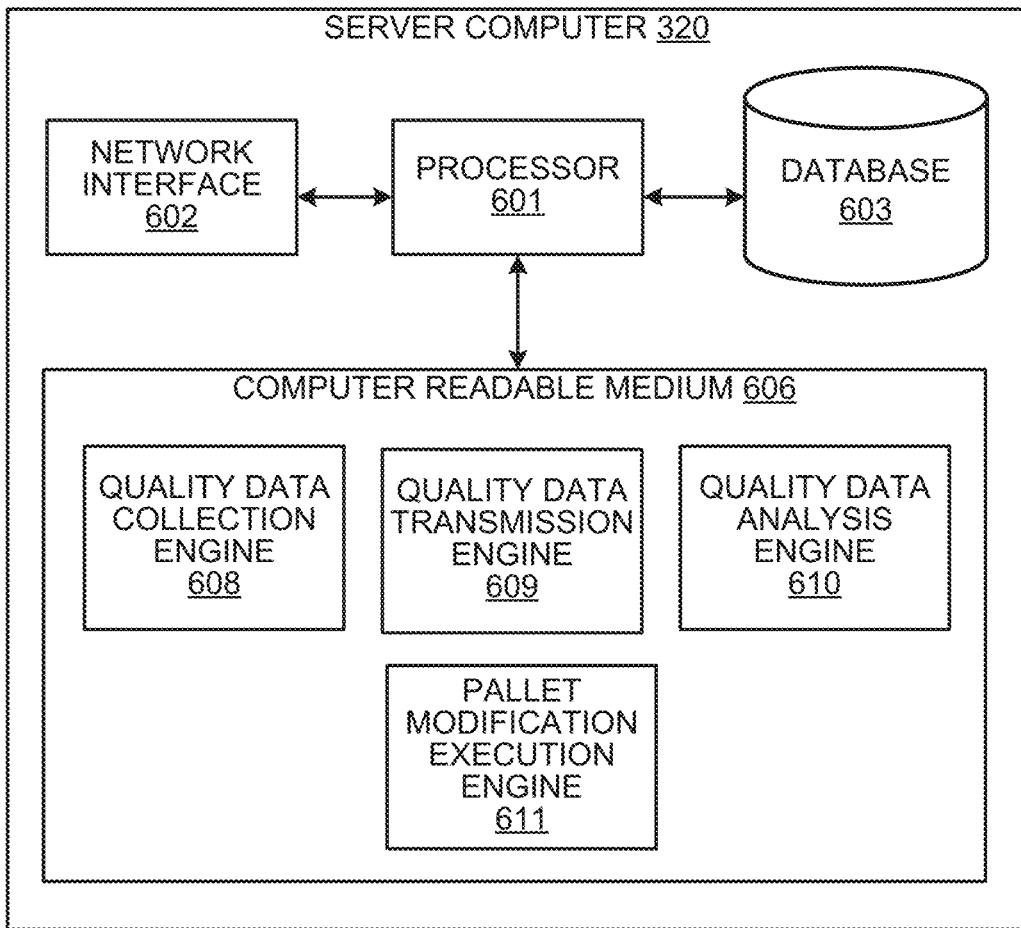 SERVER COMPUTER 320
NETWORK
INTERFACE
602
PROCESSOR
601
DATABASE
603
COMPUTER READABLE MEDIUM 606
QUALITY DATA
COLLECTION
ENGINE
608
QUALITY DATA
TRANSMISSION
ENGINE
609
QUALITY DATA
ANALYSIS
ENGINE
610
PALLET
MODIFICATION
EXECUTION
ENGINE
611